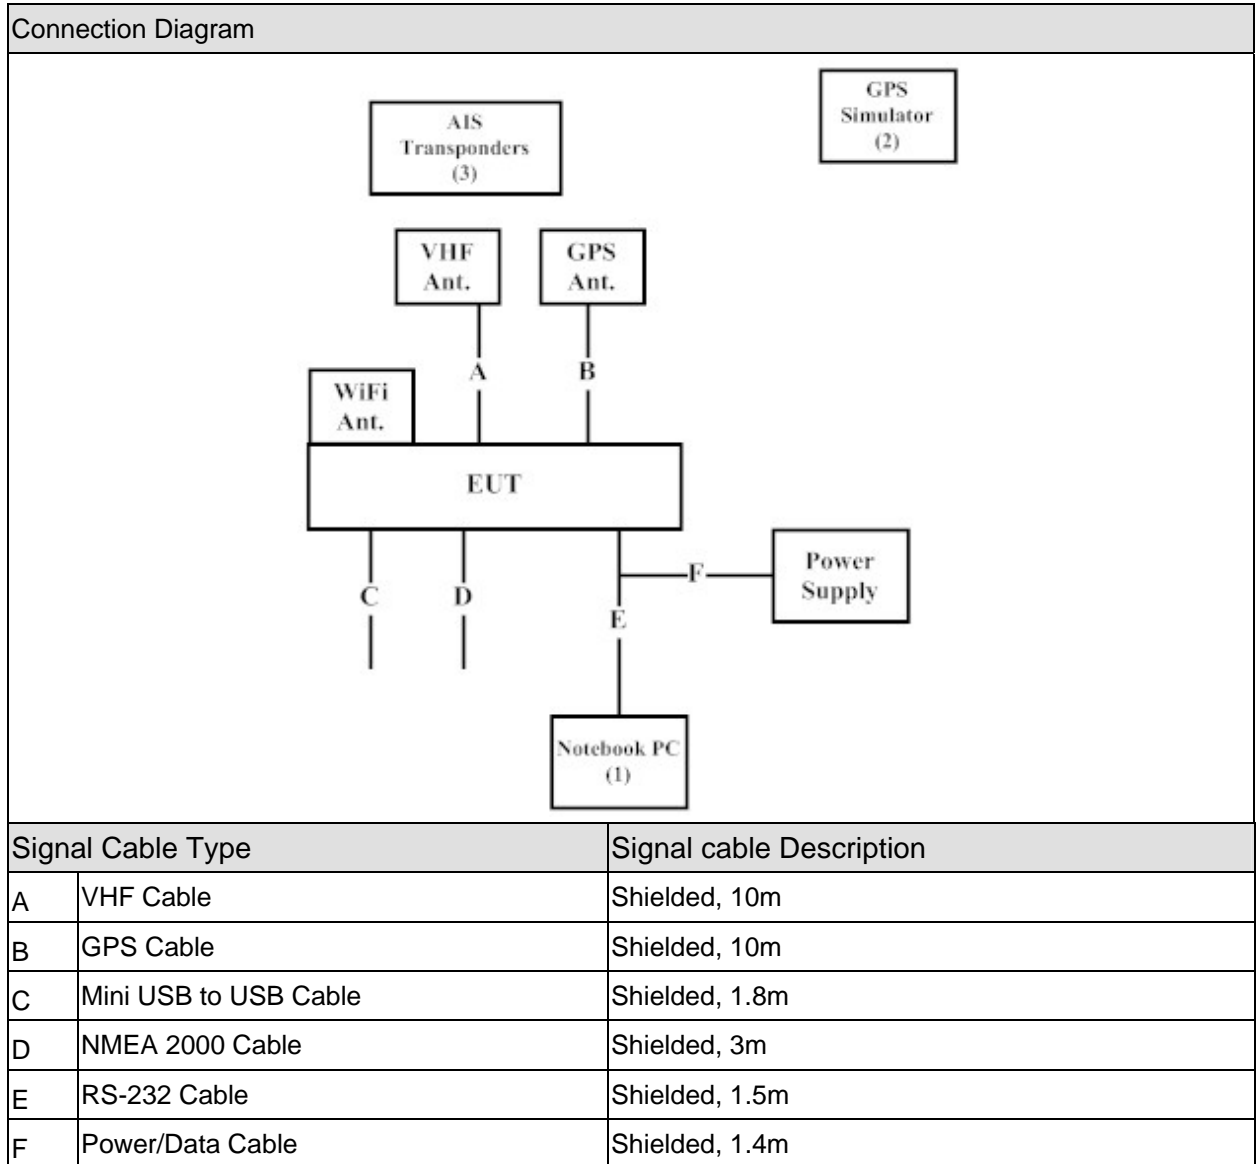 Connection Diagram
AIS
Transponders
(3)
GPS
Simulator
(2)
VHF
Ant.
GPS
Ant.
A
B
WiFi
Ant.
EUT
C
D
F
Power
Supply
E
Notebook PC
(1)
Signal Cable Type Signal cable Description
A VHF Cable Shielded, 10m
B GPS Cable Shielded, 10m
C Mini USB to USB Cable Shielded, 1.8m
D NMEA 2000 Cable Shielded, 3m
E RS-232 Cable Shielded, 1.5m
F Power/Data Cable Shielded, 1.4m